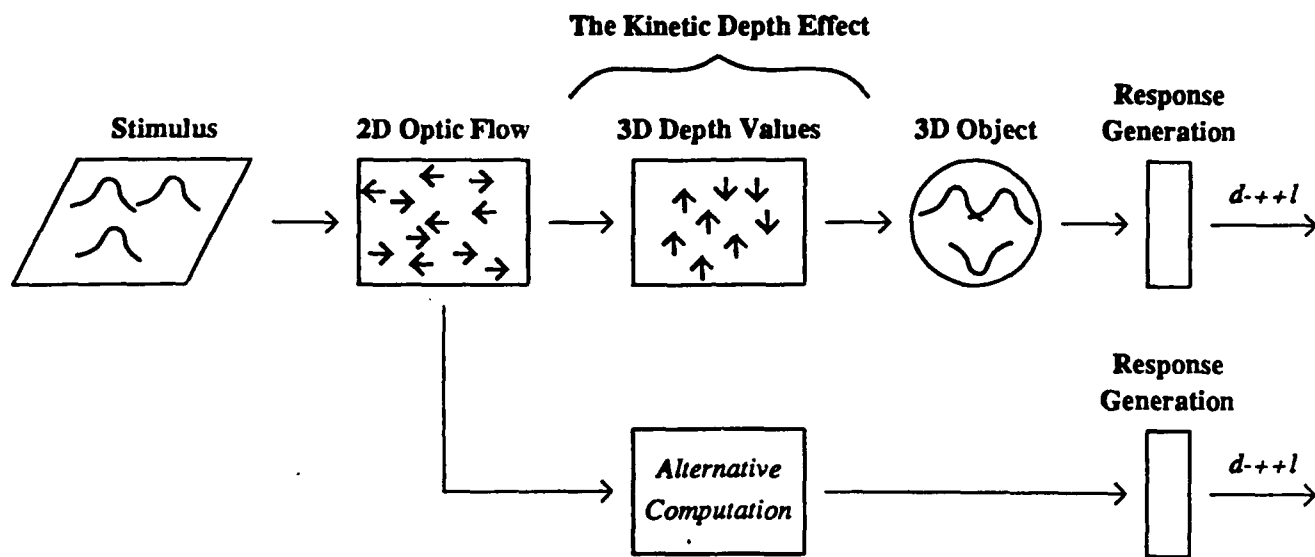 The Kinetic Depth Effect
Stimulus
2D Optic Flow
3D Depth Values
3D Object
Response
Generation
d-++l
Response
Generation
Alternative
Computation
d-++l